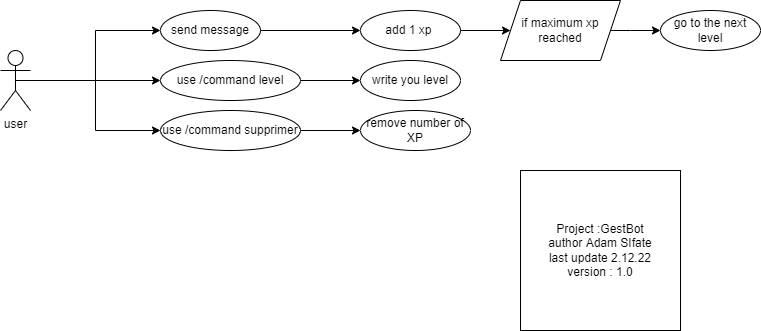 send message
add 1 xp
if maximum xp
reached
go to the next
level
use /command level
write you level
user
use /command supprimer
remove number of
XP
Project :GestBot
author Adam Slfate
last update 2.12.22
version : 1.0